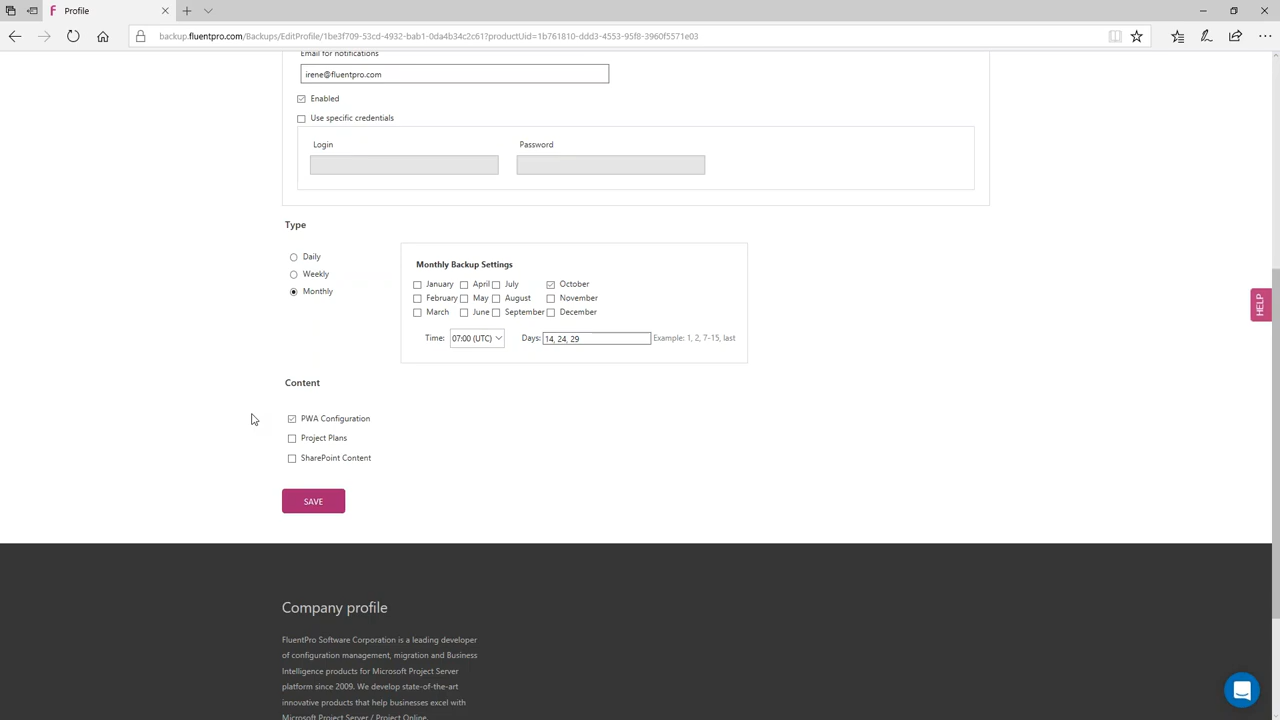 Profile
backup.fluentpro.com/Backups/EditProfile/1be3f709-53cd-4932-bab1-0da4b34c2c61?productUid=1b761810-ddd3-4553-95f8-3960f5571e03
Email for notifications
irene@fluentpro.com
Enabled
Use specific credentials
Login Password
Type
Daily
Weekly
Monthly
Monthly Backup Settings
January April July October
February May August November
March June September December
Time: 07:00 (UTC) Days: 14, 24, 29 Example: 1, 2, 7-15, last
HELP
Content
PWA Configuration
Project Plans
SharePoint Content
SAVE
Company profile
FluentPro Software Corporation is a leading developer
of configuration management, migration and Business
Intelligence products for Microsoft Project Server
platform since 2009. We develop state-of-the-art
innovative products that help businesses excel with
Microsoft Project Server / Project Online.